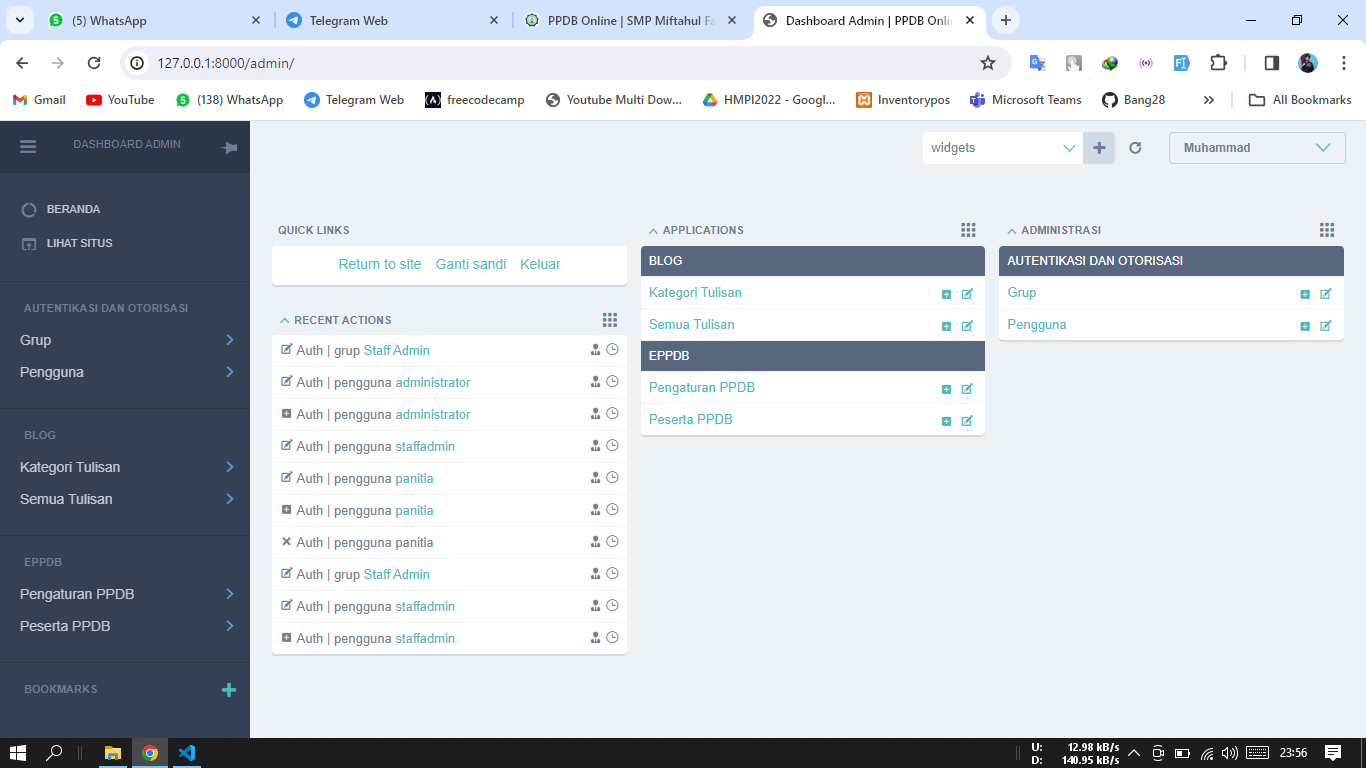 (5) WhatsApp
Telegram Web
PPDB Online | SMP Miftahul Fa
Dashboard Admin | PPDB Onli
127.0.0.1:8000/admin/
Gmail
YouTube
(138) WhatsApp
Telegram Web
freecodecamp
Youtube Multi Dow...
HMPI2022 - Googl...
Inventorypos
Microsoft Teams
Bang28
All Bookmarks
DASHBOARD ADMIN
widgets
Muhammad
BERANDA
LIHAT SITUS
AUTENTIKASI DAN OTORISASI
Grup
Pengguna
BLOG
Kategori Tulisan
Semua Tulisan
EPPDB
Pengaturan PPDB
Peserta PPDB
BOOKMARKS
QUICK LINKS
Return to site Ganti sandi Keluar
RECENT ACTIONS
Auth | grup Staff Admin
Auth | pengguna administrator
Auth | pengguna administrator
Auth | pengguna staffadmin
Auth | pengguna panitia
Auth | pengguna panitia
Auth | pengguna panitia
Auth | grup Staff Admin
Auth | pengguna staffadmin
Auth | pengguna staffadmin
APPLICATIONS
BLOG
Kategori Tulisan
Semua Tulisan
EPPDB
Pengaturan PPDB
Peserta PPDB
ADMINISTRASI
AUTENTIKASI DAN OTORISASI
Grup
Pengguna
U: 12.98 kB/s
D: 140.95 kB/s
23:56